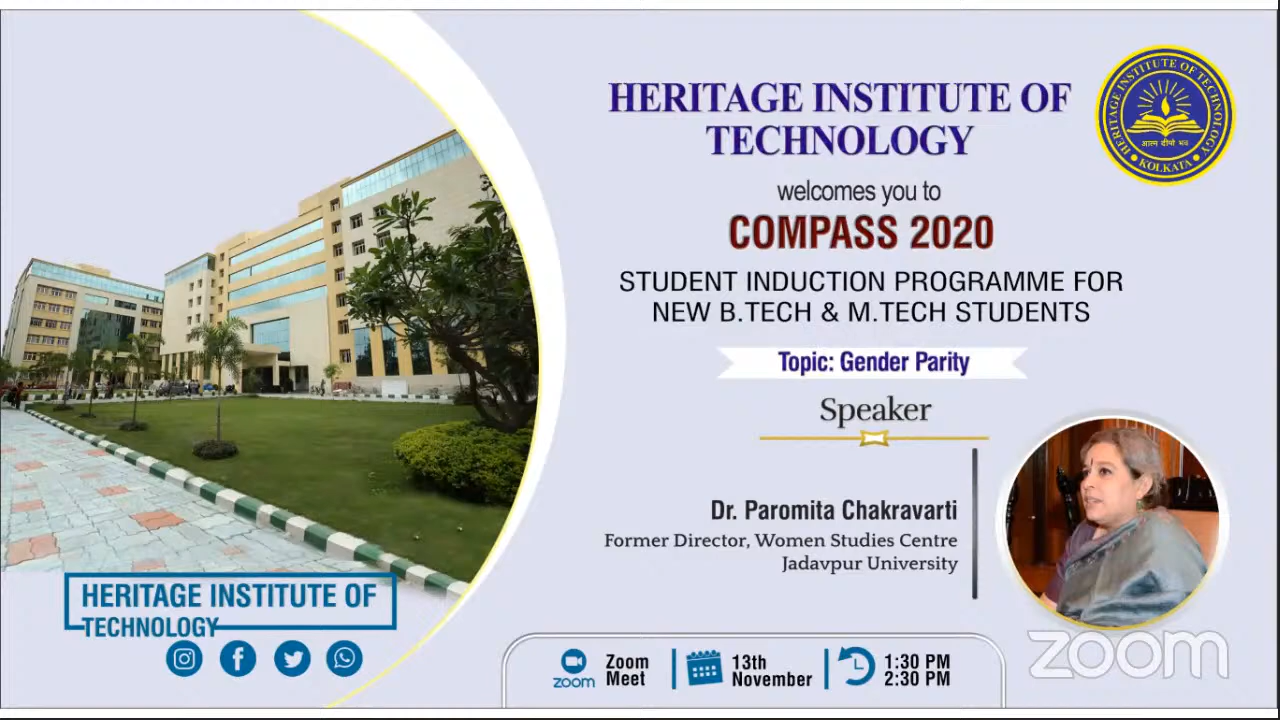 HERITAGE INSTITUTE OF
TECHNOLOGY
HERITAGE INSTITUTE OF TECHNOLOGY
आत्म दीपो भव
KOLKATA
welcomes you to
COMPASS 2020
STUDENT INDUCTION PROGRAMME FOR
NEW B.TECH & M.TECH STUDENTS
Topic: Gender Parity
Speaker
Dr. Paromita Chakravarti
Former Director, Women Studies Centre
Jadavpur University
HERITAGE INSTITUTE OF
TECHNOLOGY
zoom
Zoom
Meet
13th
November
1:30 PM
2:30 PM
zoom